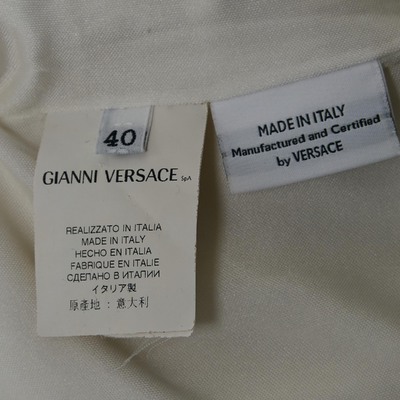 40
GIANNI VERSACE SpA
REALIZZATO IN ITALIA
MADE IN ITALY
HECHO EN ITALIA
FABRIQUE EN ITALIE
СДЕЛАНО В ИТАЛИИ
イタリア製
原產地：意大利
MADE IN ITALY
Manufactured and Certified
by VERSACE